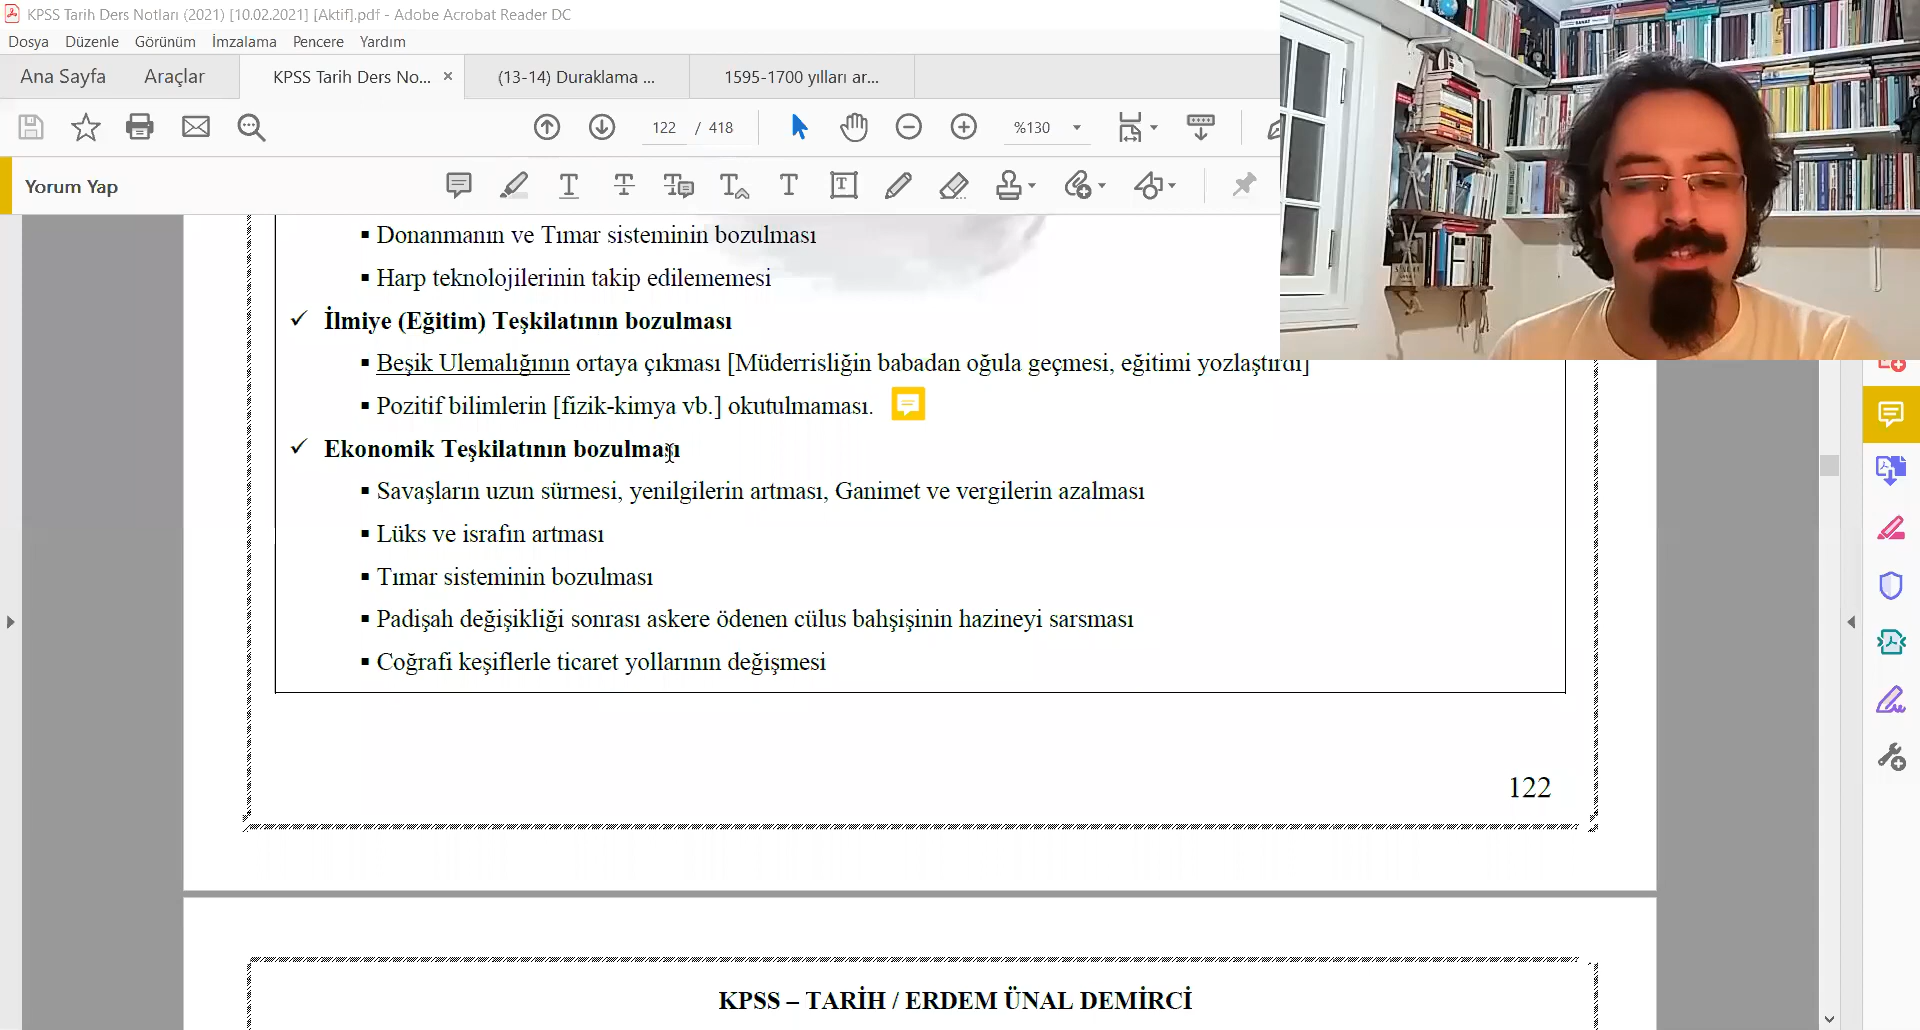 KPSS Tarih Ders Notları (2021) [10.02.2021] [Aktif].pdf - Adobe Acrobat Reader DC
Dosya Düzenle Görünüm İmzalama Pencere Yardım
Ana Sayfa Araçlar KPSS Tarih Ders No... × (13-14) Duraklama ... 1595-1700 yılları ar...
122 / 418 %130
Yorum Yap
▪ Donanmanın ve Tımar sisteminin bozulması
▪ Harp teknolojilerinin takip edilememesi
✓ İlmiye (Eğitim) Teşkilatının bozulması
▪ Beşik Ulemalığının ortaya çıkması [Müderrisliğin babadan oğula geçmesi, eğitimi yozlaştırdı]
▪ Pozitif bilimlerin [fizik-kimya vb.] okutulmaması.
✓ Ekonomik Teşkilatının bozulması
▪ Savaşların uzun sürmesi, yenilgilerin artması, Ganimet ve vergilerin azalması
▪ Lüks ve israfın artması
▪ Tımar sisteminin bozulması
▪ Padişah değişikliği sonrası askere ödenen cülus bahşişinin hazineyi sarsması
▪ Coğrafi keşiflerle ticaret yollarının değişmesi
122
KPSS – TARİH / ERDEM ÜNAL DEMİRCİ